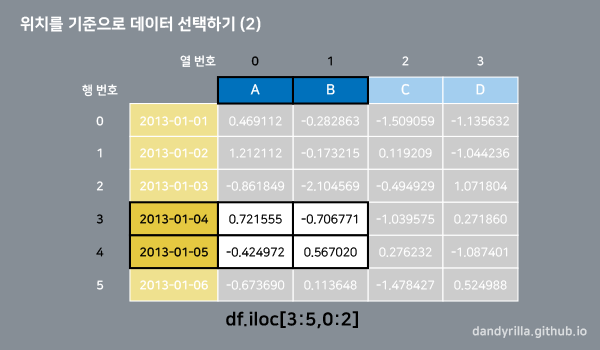 위치를 기준으로 데이터 선택하기 (2)
열 번호 0 1 2 3
행 번호 A B C D
0 2013-01-01 0.469112 -0.282863 -1.509059 -1.135632
1 2013-01-02 1.212112 -0.173215 0.119209 -1.044236
2 2013-01-03 -0.861849 -2.104569 -0.494929 1.071804
3 2013-01-04 0.721555 -0.706771 -1.039575 0.271860
4 2013-01-05 -0.424972 0.567020 0.276232 -1.087401
5 2013-01-06 -0.673690 0.113648 -1.478427 0.524988
df.iloc[3:5,0:2]
dandyrilla.github.io